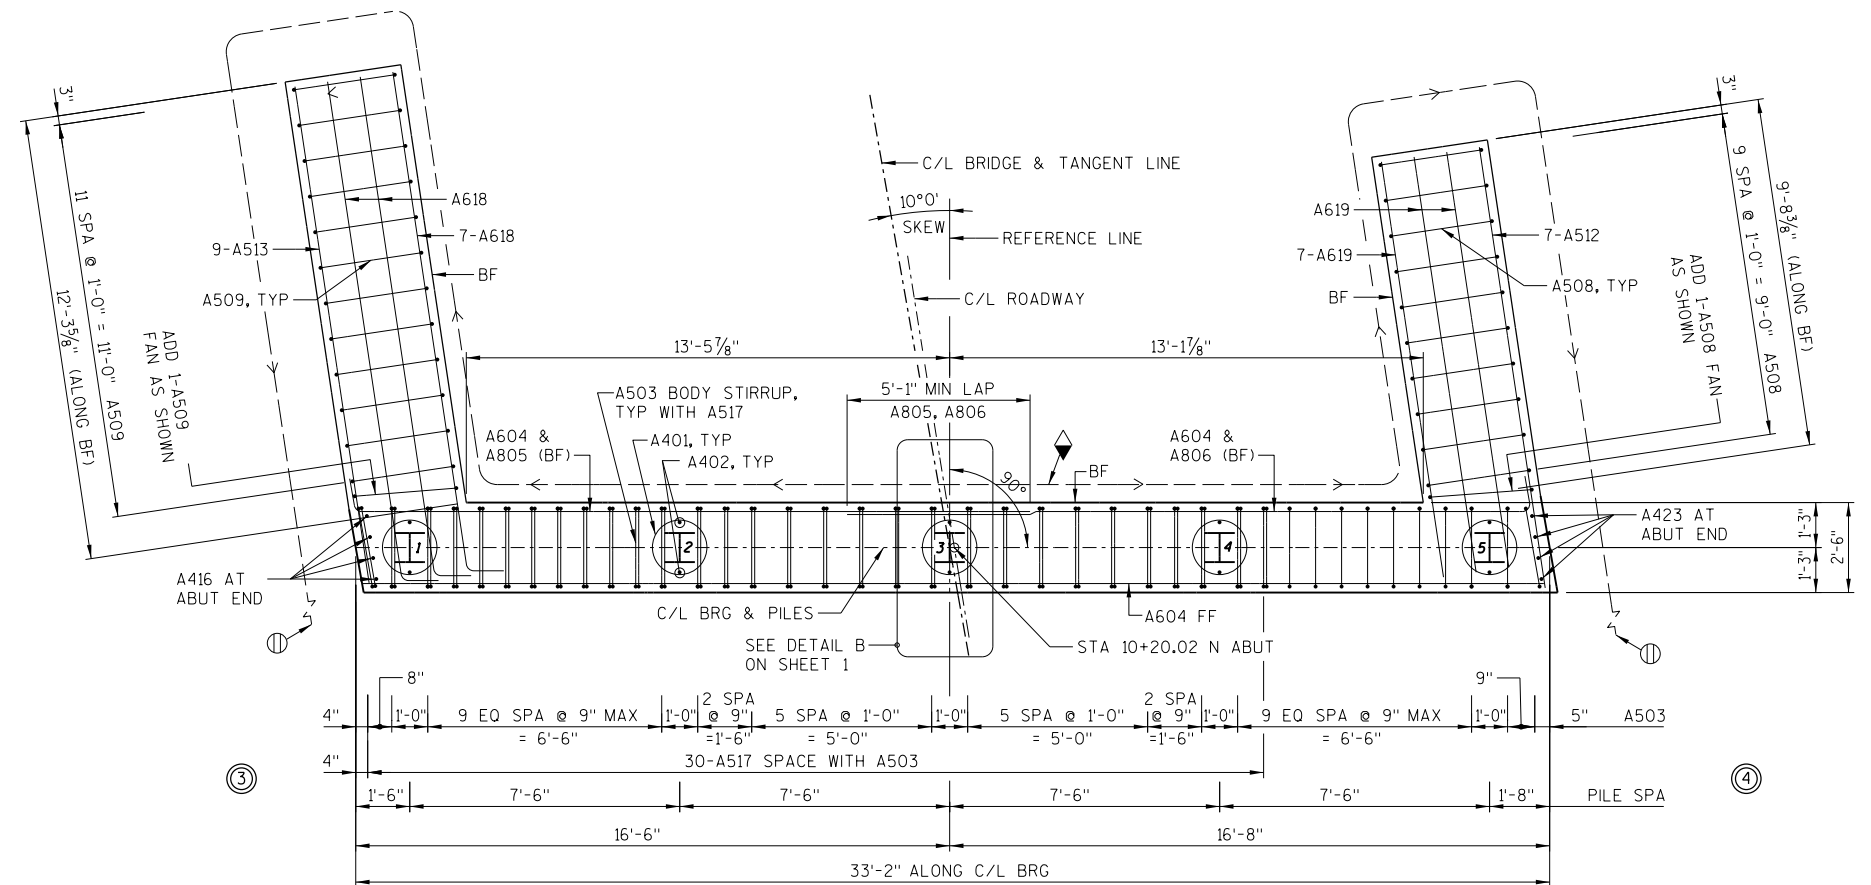 3"
11 SPA @ 1'-0" = 11'-0" A509
12'-3⅝" (ALONG BF)
ADD 1-A509
FAN AS SHOWN
9-A513
A509, TYP
A618
7-A618
BF
C/L BRIDGE & TANGENT LINE
10°0'
SKEW
REFERENCE LINE
C/L ROADWAY
13'-5⅞"
13'-1⅞"
A619
7-A619
BF
7-A512
A508, TYP
3"
9 SPA @ 1'-0" = 9'-0" A508
9'-8⅜" (ALONG BF)
ADD 1-A508 FAN
AS SHOWN
A503 BODY STIRRUP,
TYP WITH A517
A604 &
A805 (BF)
A401, TYP
A402, TYP
5'-1" MIN LAP
A805, A806
90°
BF
A604 &
A806 (BF)
A423 AT
ABUT END
1'-3"
1'-3"
2'-6"
1
2
3
4
5
A416 AT
ABUT END
C/L BRG & PILES
SEE DETAIL B
ON SHEET 1
A604 FF
STA 10+20.02 N ABUT
4"
8"
1'-0"
9 EQ SPA @ 9" MAX
= 6'-6"
1'-0"
2 SPA
@ 9"
=1'-6"
5 SPA @ 1'-0"
= 5'-0"
1'-0"
5 SPA @ 1'-0"
= 5'-0"
2 SPA
@ 9"
=1'-6"
1'-0"
9 EQ SPA @ 9" MAX
= 6'-6"
1'-0"
9"
5"
A503
4"
30-A517 SPACE WITH A503
3
4
1'-6"
7'-6"
7'-6"
7'-6"
7'-6"
1'-8"
PILE SPA
16'-6"
16'-8"
33'-2" ALONG C/L BRG